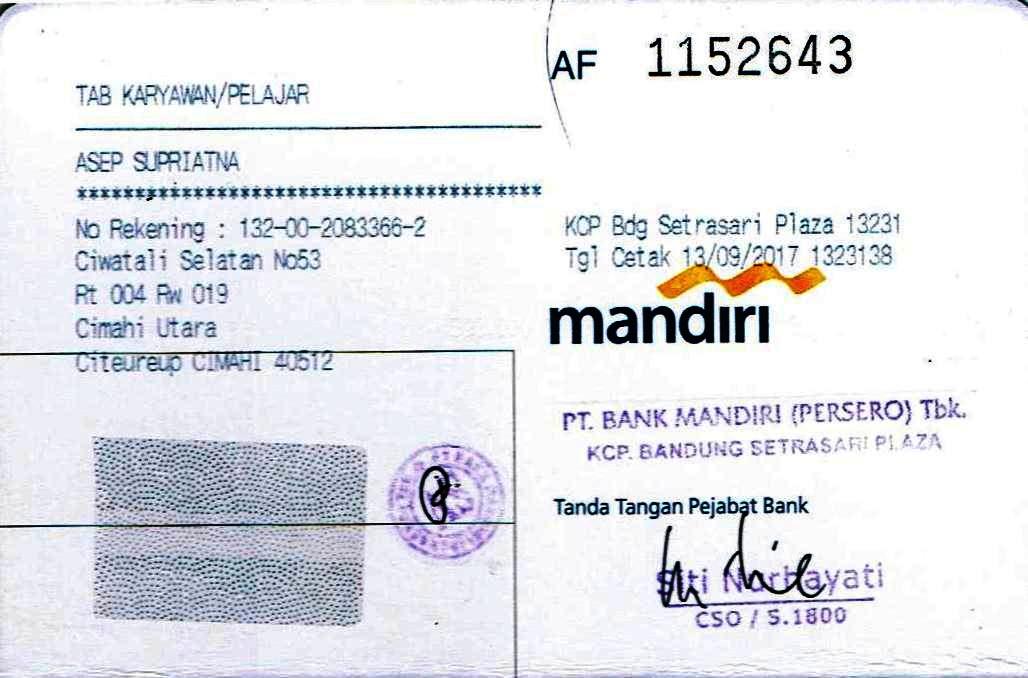 AF 1152643
TAB KARYAWAN/PELAJAR
ASEP SUPRIATNA
****************************************
No Rekening : 132-00-2083366-2
Ciwatali Selatan No53
Rt 004 Rw 019
Cimahi Utara
Citeureup CIMAHI 40512
KCP Bdg Setrasari Plaza 13231
Tgl Cetak 13/09/2017 1323138
mandiri
PT. BANK MANDIRI (PERSERO) Tbk.
KCP. BANDUNG SETRASARI PLAZA
Tanda Tangan Pejabat Bank
Siti Nurhayati
CSO / S.1800